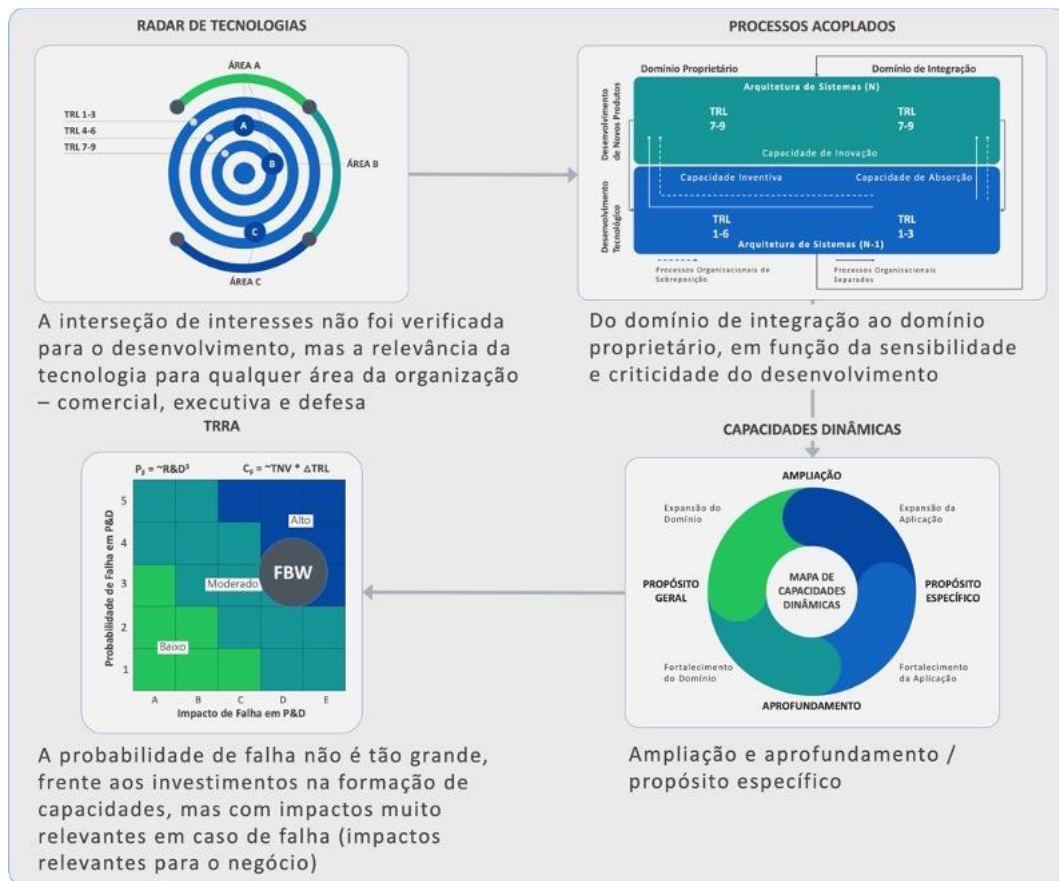 RADAR DE TECNOLOGIAS
ÁREA A
TRL 1-3
TRL 4-6
TRL 7-9
A
B
ÁREA B
C
ÁREA C
A interseção de interesses não foi verificada
para o desenvolvimento, mas a relevância da
tecnologia para qualquer área da organização
– comercial, executiva e defesa
PROCESSOS ACOPLADOS
Domínio Proprietário
Domínio de Integração
Arquitetura de Sistemas (N)
Desenvolvimento
de Novos Produtos
TRL
7-9
TRL
7-9
Capacidade de Inovação
Capacidade Inventiva
Capacidade de Absorção
Desenvolvimento
Tecnológico
TRL
1-6
TRL
1-3
Arquitetura de Sistemas (N-1)
Processos Organizacionais de
Sobreposição
Processos Organizacionais
Separados
Do domínio de integração ao domínio
proprietário, em função da sensibilidade
e criticidade do desenvolvimento
TRRA
P_F = ~R&D³
C_F = ~TNV * △TRL
Probabilidade de Falha em P&D
5
4
3
2
1
Alto
FBW
Moderado
Baixo
A B C D E
Impacto de Falha em P&D
A probabilidade de falha não é tão grande,
frente aos investimentos na formação de
capacidades, mas com impactos muito
relevantes em caso de falha (impactos
relevantes para o negócio)
CAPACIDADES DINÂMICAS
AMPLIAÇÃO
Expansão do
Domínio
Expansão da
Aplicação
PROPÓSITO
GERAL
MAPA DE
CAPACIDADES
DINÂMICAS
PROPÓSITO
ESPECÍFICO
Fortalecimento
do Domínio
Fortalecimento
da Aplicação
APROFUNDAMENTO
Ampliação e aprofundamento /
propósito específico